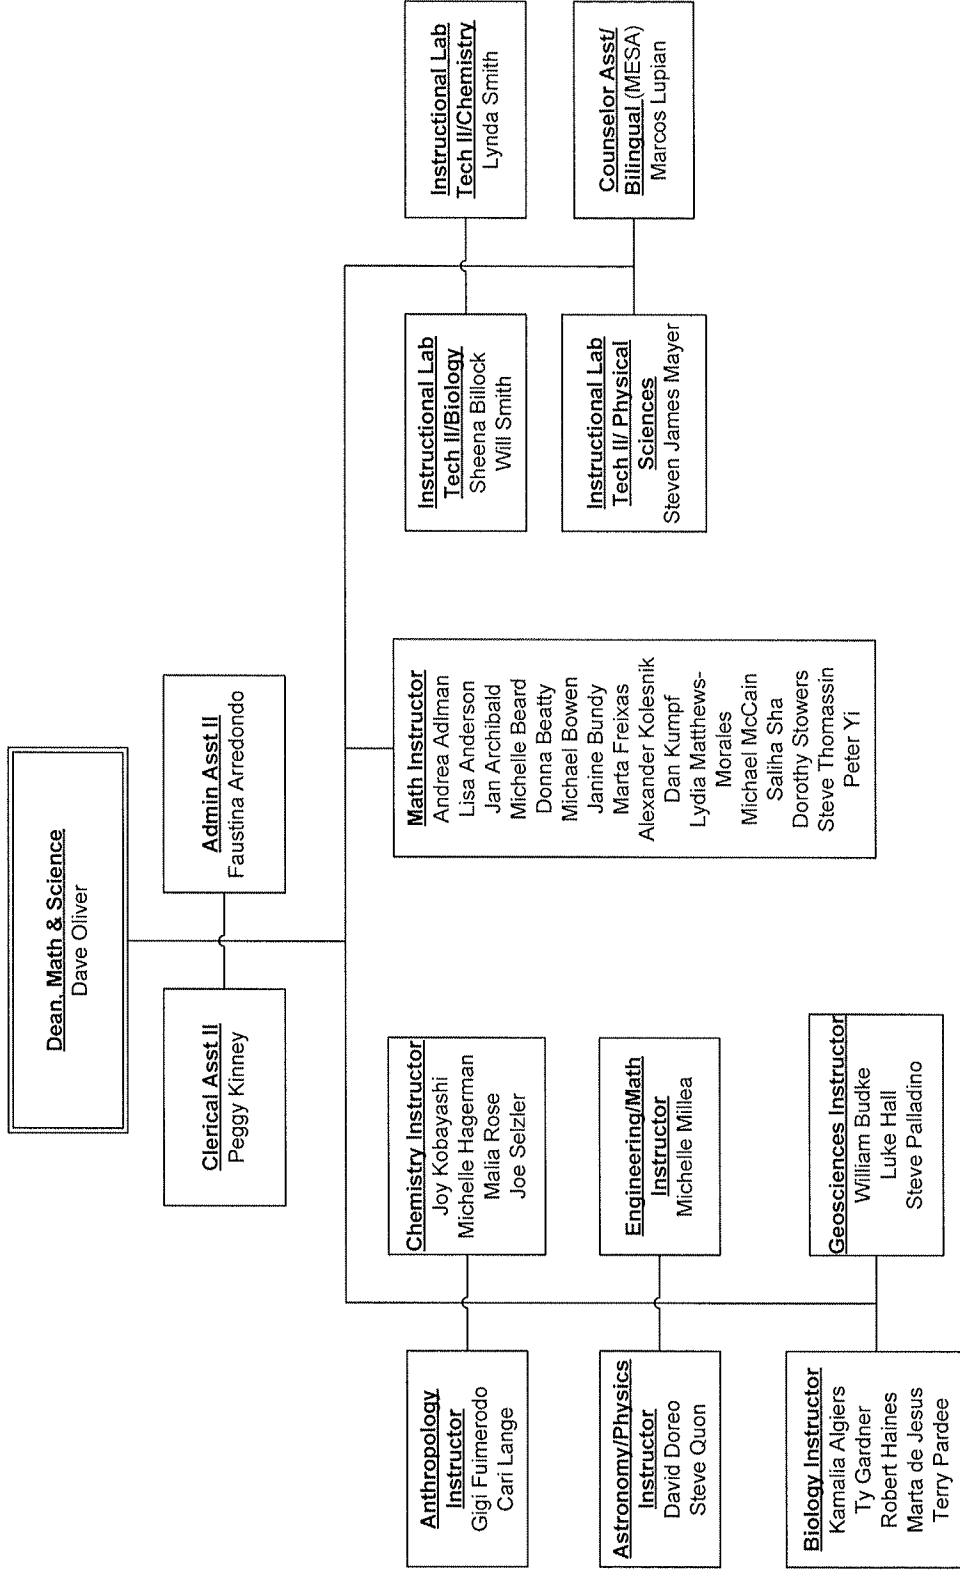 Dean, Math & Science
Dave Oliver
Clerical Asst II
Peggy Kinney
Admin Asst II
Faustina Arredondo
Anthropology
Instructor
Gigi Fuimerodo
Cari Lange
Chemistry Instructor
Joy Kobayashi
Michelle Hagerman
Malia Rose
Joe Selzler
Astronomy/Physics
Instructor
David Doreo
Steve Quon
Engineering/Math
Instructor
Michelle Millea
Biology Instructor
Kamalia Algiers
Ty Gardner
Robert Haines
Marta de Jesus
Terry Pardee
Geosciences Instructor
William Budke
Luke Hall
Steve Palladino
Math Instructor
Andrea Adlman
Lisa Anderson
Jan Archibald
Michelle Beard
Donna Beatty
Michael Bowen
Janine Bundy
Marta Freixas
Alexander Kolesnik
Dan Kumpf
Lydia Matthews-
Morales
Michael McCain
Saliha Sha
Dorothy Stowers
Steve Thomassin
Peter Yi
Instructional Lab
Tech II/Biology
Sheena Billock
Will Smith
Instructional Lab
Tech II/Chemistry
Lynda Smith
Instructional Lab
Tech II/ Physical
Sciences
Steven James Mayer
Counselor Asst/
Bilingual (MESA)
Marcos Lupian